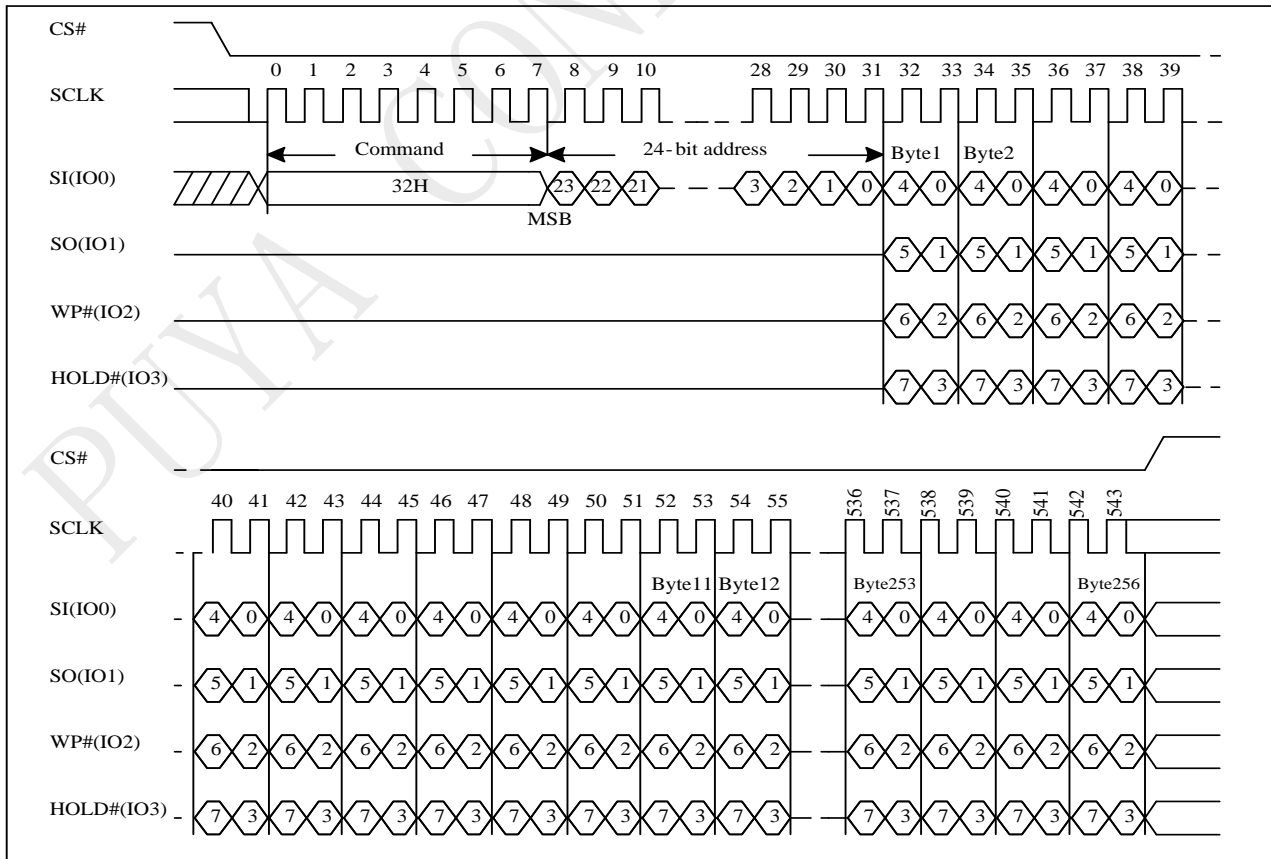 CS#
0 1 2 3 4 5 6 7 8 9 10 28 29 30 31 32 33 34 35 36 37 38 39
SCLK
Command 24-bit address Byte1 Byte2
SI(IO0) 32H 23 22 21 3 2 1 0 4 0 4 0 4 0 4 0
MSB
SO(IO1) 5 1 5 1 5 1 5 1
WP#(IO2) 6 2 6 2 6 2 6 2
HOLD#(IO3) 7 3 7 3 7 3 7 3
CS#
40 41 42 43 44 45 46 47 48 49 50 51 52 53 54 55 536 537 538 539 540 541 542 543
SCLK
Byte11 Byte12 Byte253 Byte256
SI(IO0) 4 0 4 0 4 0 4 0 4 0 4 0 4 0 4 0 4 0 4 0 4 0 4 0
SO(IO1) 5 1 5 1 5 1 5 1 5 1 5 1 5 1 5 1 5 1 5 1 5 1 5 1
WP#(IO2) 6 2 6 2 6 2 6 2 6 2 6 2 6 2 6 2 6 2 6 2 6 2 6 2
HOLD#(IO3) 7 3 7 3 7 3 7 3 7 3 7 3 7 3 7 3 7 3 7 3 7 3 7 3
PUYA